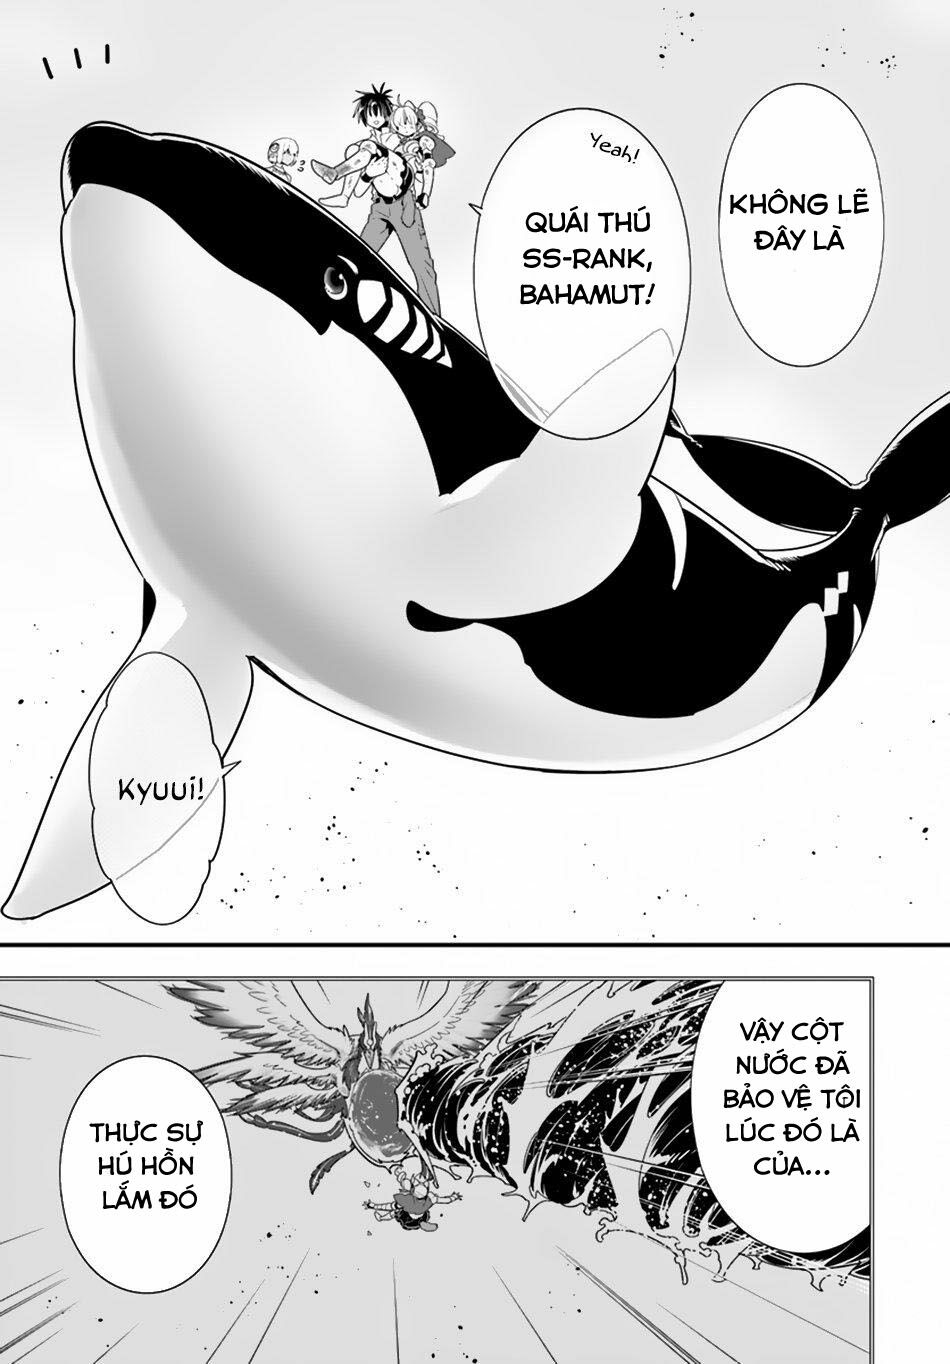 KHÔNG LẼ
ĐÂY LÀ
Yeah!
QUÁI THÚ
SS-RANK,
BAHAMUT!
Kyuui!
VẬY CỘT
NƯỚC ĐÃ
BẢO VỆ TÔI
LÚC ĐÓ LÀ
CỦA...
THỰC SỰ
HÚ HỒN
LẮM ĐÓ